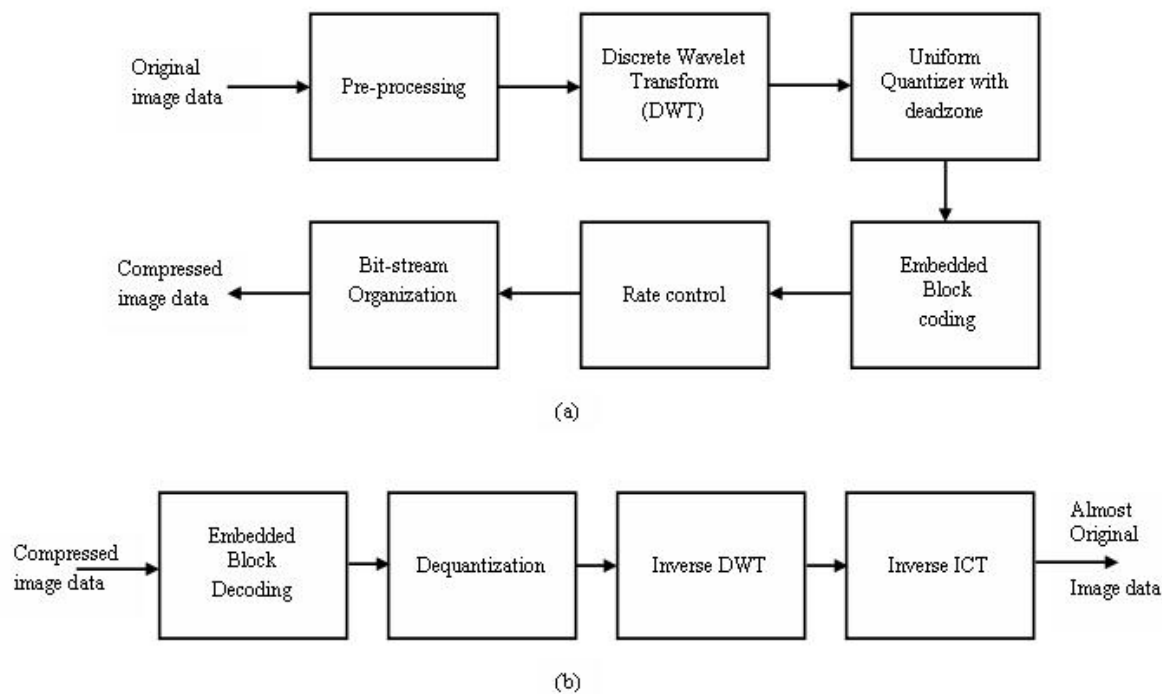 Original
image data
Pre-processing
Discrete Wavelet
Transform
(DWT)
Uniform
Quantizer with
deadzone
Compressed
image data
Bit-stream
Organization
Rate control
Embedded
Block
coding
(a)
Compressed
image data
Embedded
Block
Decoding
Dequantization
Inverse DWT
Inverse ICT
Almost
Original
Image data
(b)